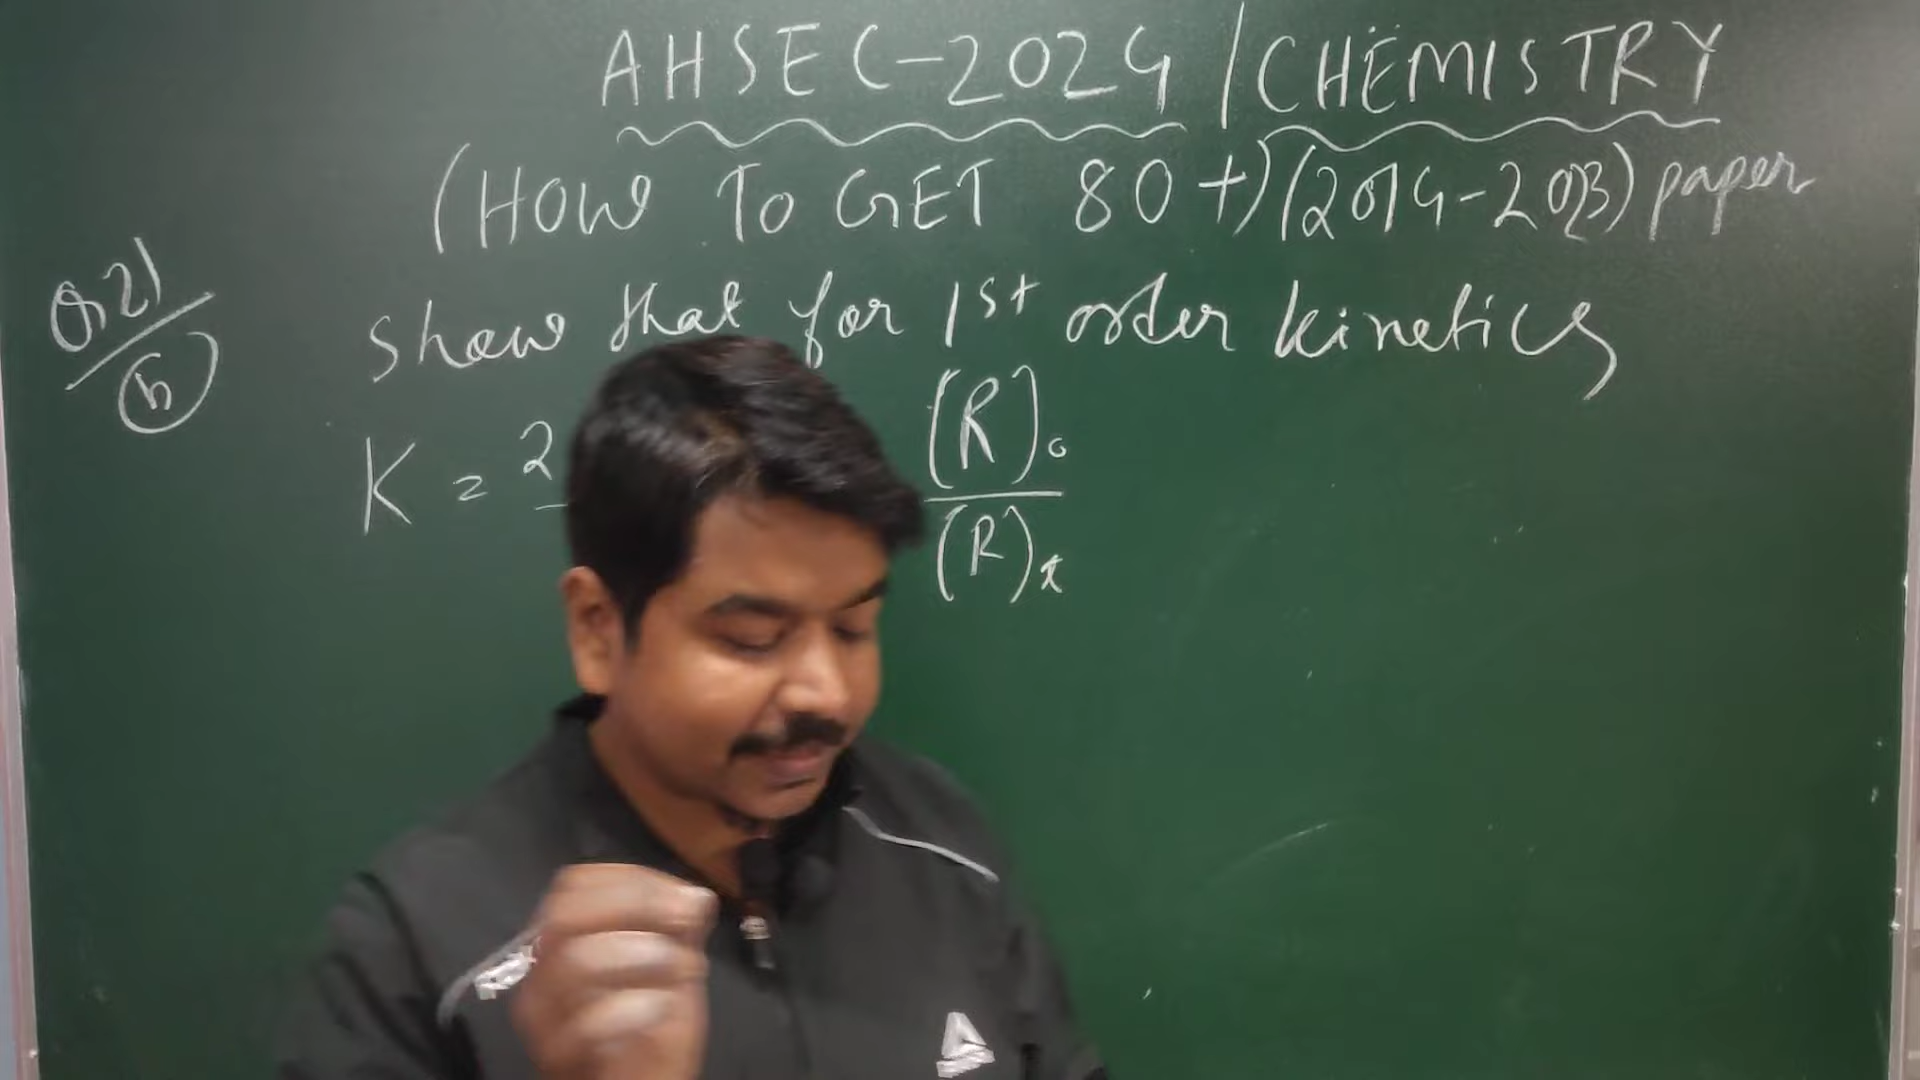 AHSEC-2024/CHEMISTRY
(HOW TO GET 80+) (2014-2023) paper
Q21/b
show that for 1st order kinetics
K = 2
[R]₀
[R]t